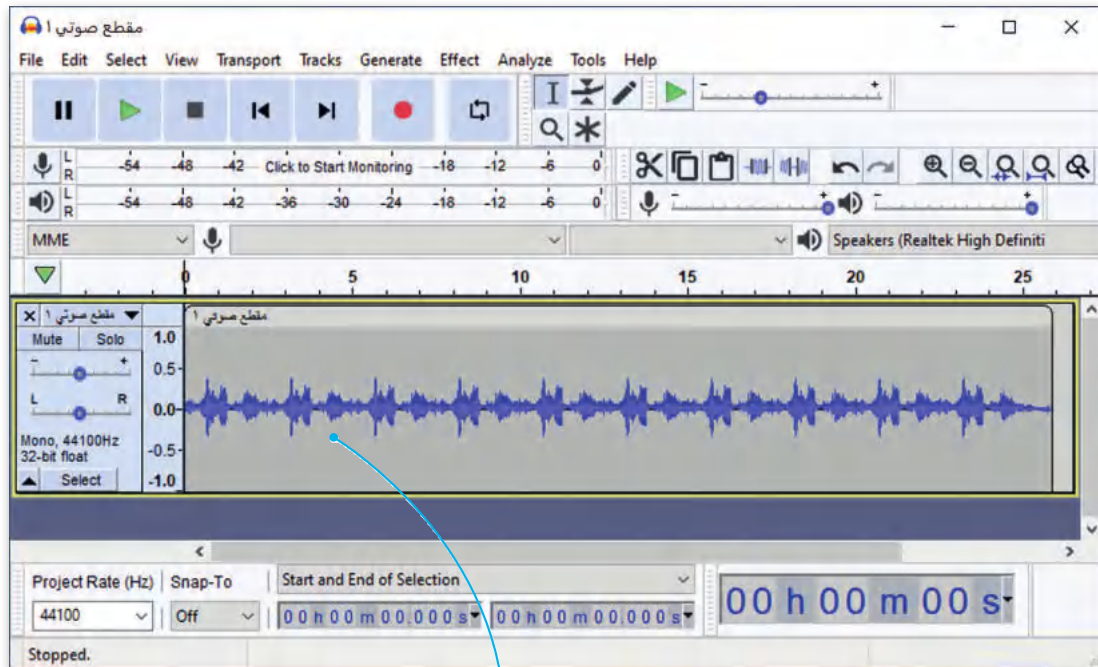 مقطع صوتي ١
File Edit Select View Transport Tracks Generate Effect Analyze Tools Help
- +
L R -54 -48 -42 Click to Start Monitoring -18 -12 -6 0
L R -54 -48 -42 -36 -30 -24 -18 -12 -6 0
- + - +
MME Speakers (Realtek High Definiti
0 5 10 15 20 25
مقطع صوتي ١
مقطع صوتي ١
Mute Solo
- +
L R
Mono, 44100Hz
32-bit float
Select
1.0
0.5
0.0
-0.5
-1.0
Project Rate (Hz) Snap-To Start and End of Selection
44100 Off 00 h 00 m 00.000 s 00 h 00 m 00.000 s
00 h 00 m 00 s
Stopped.